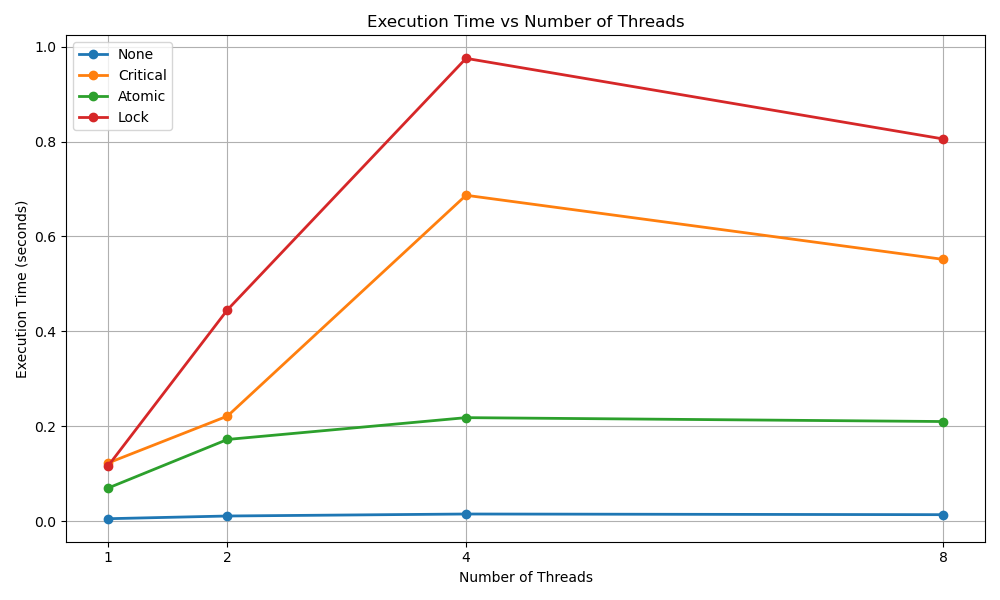 Execution Time vs Number of Threads
None
Critical
Atomic
Lock
Execution Time (seconds)
1.0
0.8
0.6
0.4
0.2
0.0
1 2 4 8
Number of Threads